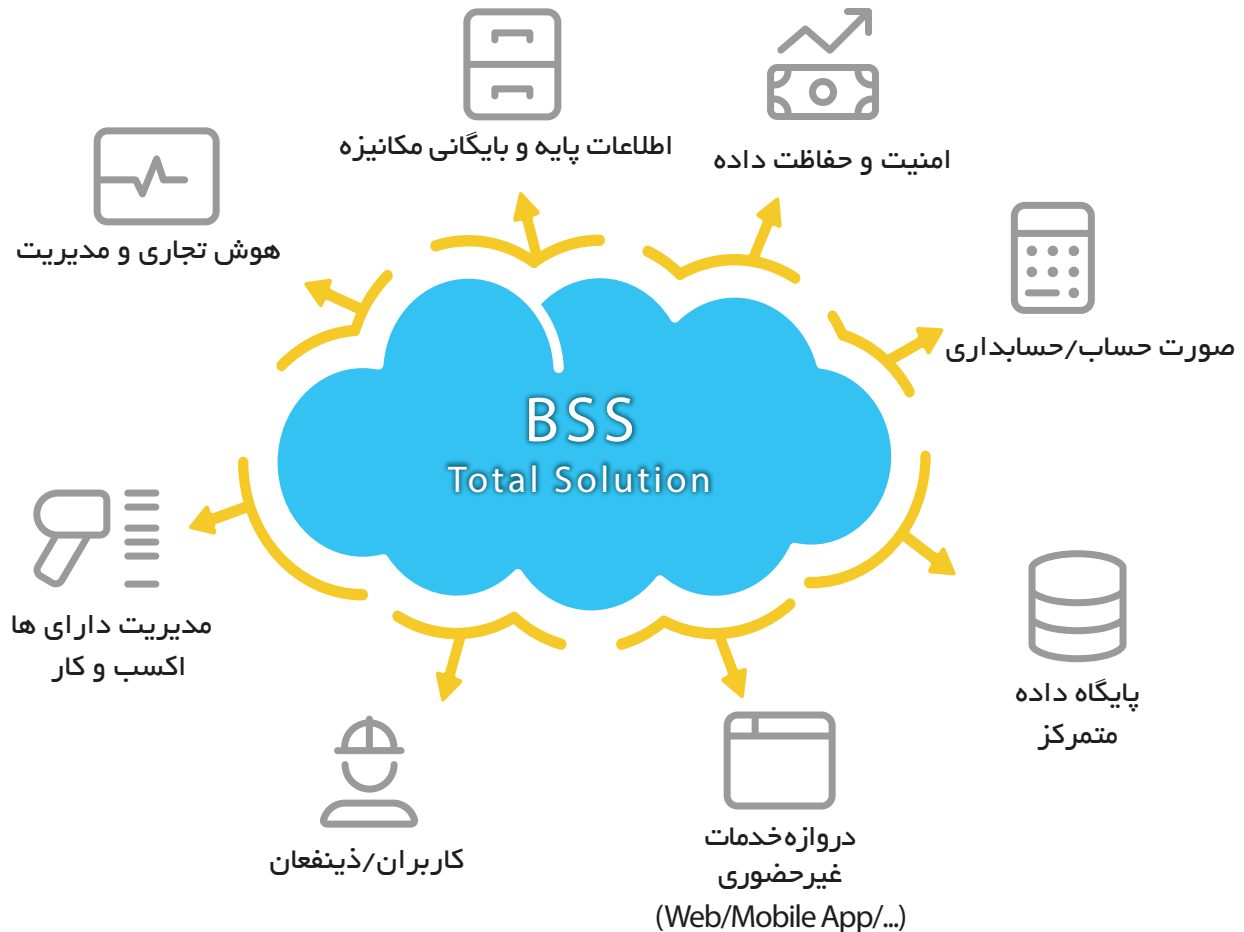 اطلاعات پایه و بایگانی مکانیزه
امنیت و حفاظت داده
هوش تجاری و مدیریت
صورت حساب/حسابداری
BSS
Total Solution
مدیریت دارای ها
اکسب و کار
پایگاه داده
متمرکز
کاربران/ذینفعان
دروازه‌خدمات
غیرحضوری
(Web/Mobile App/...)